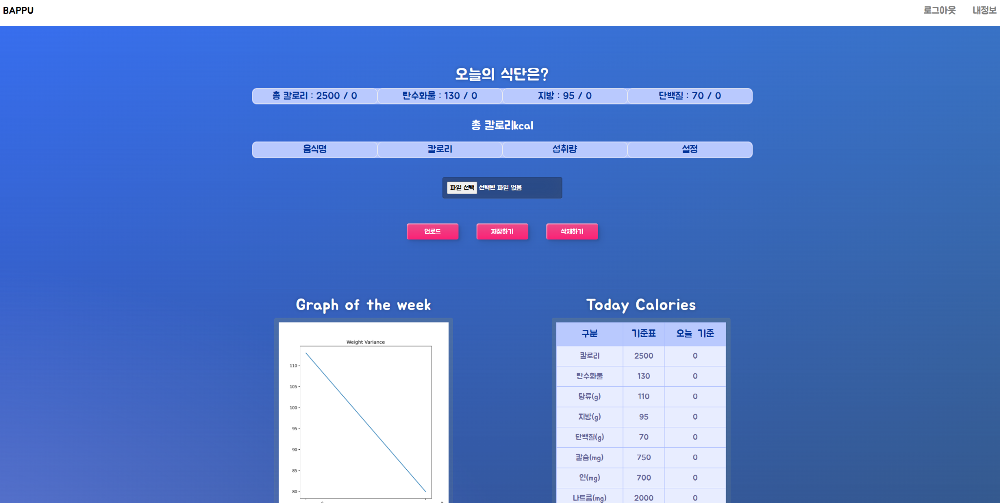 BAPPU 로그아웃 내정보
오늘의 식단은?
총 칼로리 : 2500 / 0 탄수화물 : 130 / 0 지방 : 95 / 0 단백질 : 70 / 0
총 칼로리kcal
음식명 칼로리 섭취량 설정
파일 선택 선택된 파일 없음
업로드 저장하기 삭제하기
Graph of the week
Weight Variance
110
105
100
95
90
85
80
Today Calories
구분 기준표 오늘 기준
칼로리 2500 0
탄수화물 130 0
당류(g) 110 0
지방(g) 95 0
단백질(g) 70 0
칼슘(mg) 750 0
인(mg) 700 0
나트륨(mg) 2000 0